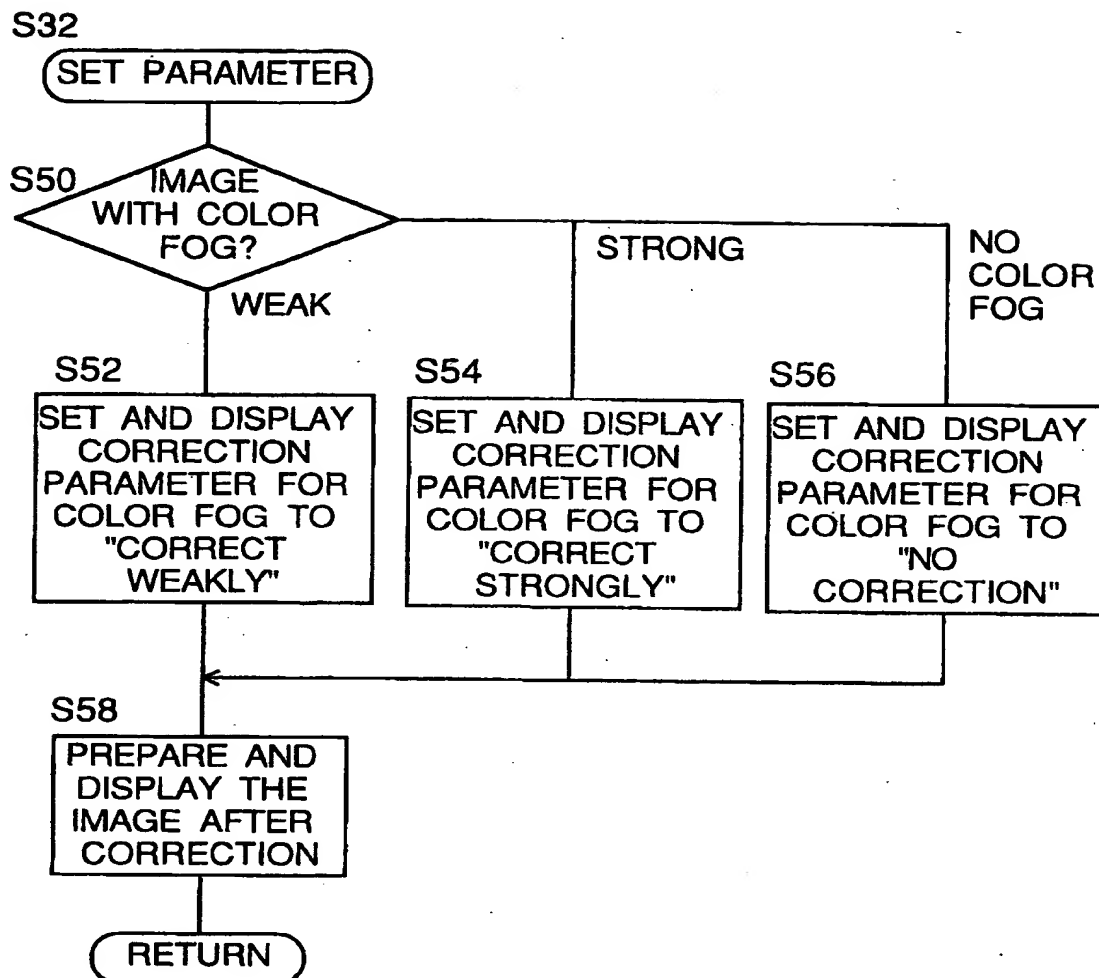 S32
SET PARAMETER
S50
IMAGE
WITH COLOR
FOG?
STRONG
NO
COLOR
FOG
WEAK
S52
SET AND DISPLAY
CORRECTION
PARAMETER FOR
COLOR FOG TO
"CORRECT
WEAKLY"
S54
SET AND DISPLAY
CORRECTION
PARAMETER FOR
COLOR FOG TO
"CORRECT
STRONGLY"
S56
SET AND DISPLAY
CORRECTION
PARAMETER FOR
COLOR FOG TO
"NO
CORRECTION"
S58
PREPARE AND
DISPLAY THE
IMAGE AFTER
CORRECTION
RETURN